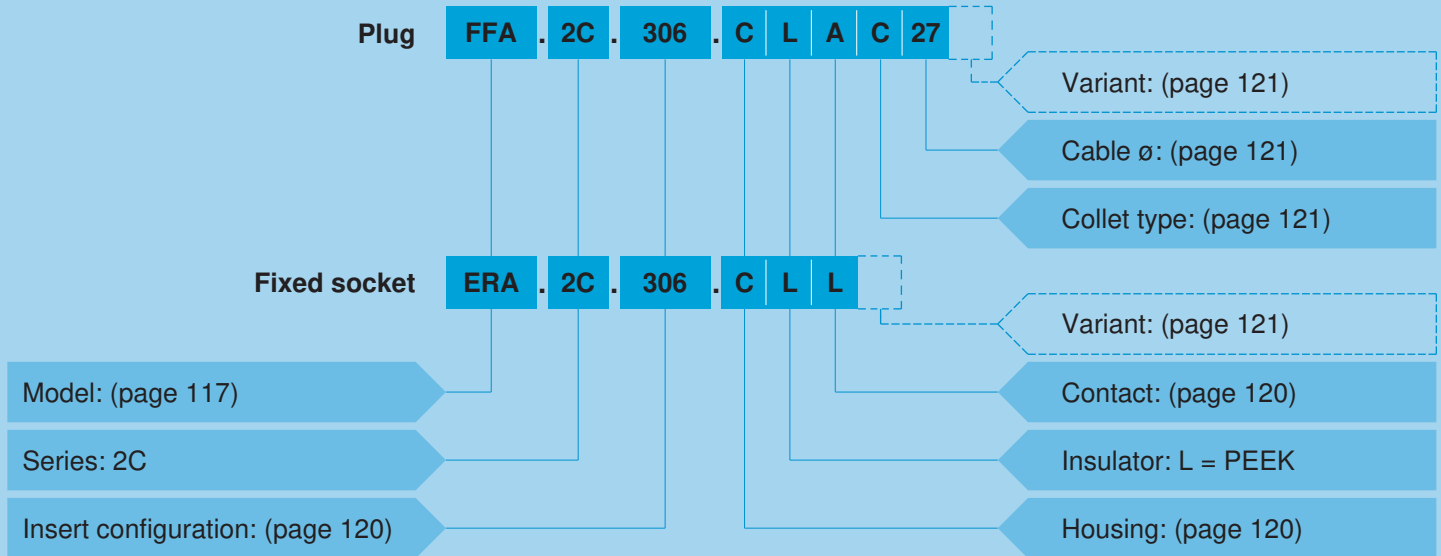 Plug FFA . 2C . 306 . C L A C 27
Variant: (page 121)
Cable ø: (page 121)
Collet type: (page 121)
Fixed socket ERA . 2C . 306 . C L L
Variant: (page 121)
Model: (page 117) Contact: (page 120)
Series: 2C Insulator: L = PEEK
Insert configuration: (page 120) Housing: (page 120)